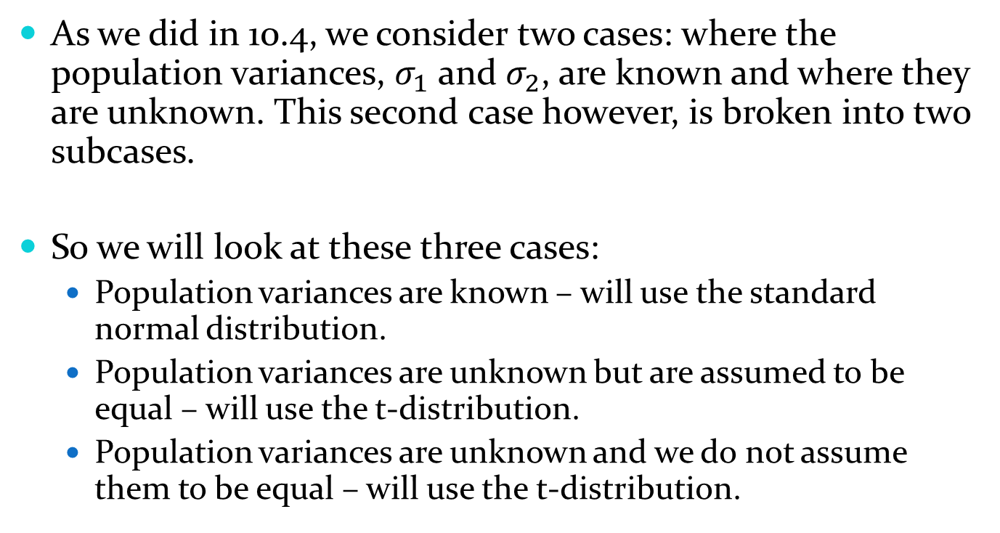 • As we did in 10.4, we consider two cases: where the
population variances, 𝜎₁ and 𝜎₂, are known and where they
are unknown. This second case however, is broken into two
subcases.
• So we will look at these three cases:
• Population variances are known – will use the standard
normal distribution.
• Population variances are unknown but are assumed to be
equal – will use the t-distribution.
• Population variances are unknown and we do not assume
them to be equal – will use the t-distribution.